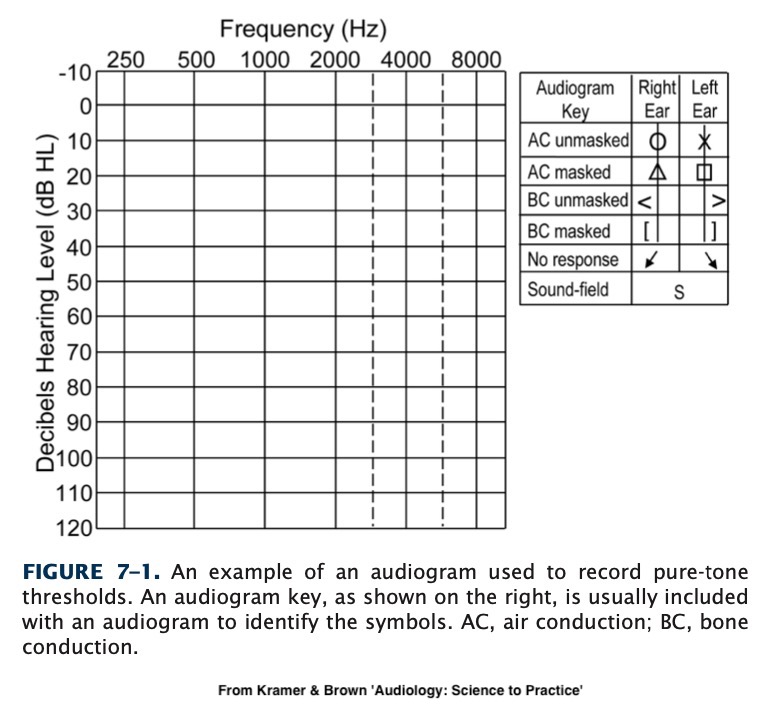 Frequency (Hz)
250 500 1000 2000 4000 8000
Decibels Hearing Level (dB HL)
-10
0
10
20
30
40
50
60
70
80
90
100
110
120
Audiogram Key Right Ear Left Ear
AC unmasked O X
AC masked △ □
BC unmasked < >
BC masked [ ]
No response ↙ ↘
Sound-field S
FIGURE 7–1. An example of an audiogram used to record pure-tone
thresholds. An audiogram key, as shown on the right, is usually included
with an audiogram to identify the symbols. AC, air conduction; BC, bone
conduction.
From Kramer & Brown 'Audiology: Science to Practice'